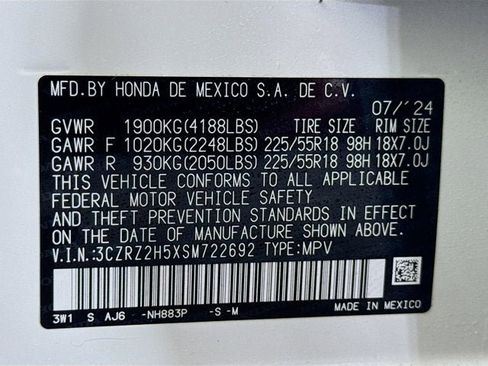 MFD.BY HONDA DE MEXICO S.A. DE C.V.
07/'24
GVWR 1900KG(4188LBS) TIRE SIZE RIM SIZE
GAWR F 1020KG(2248LBS) 225/55R18 98H 18X7.0J
GAWR R 930KG(2050LBS) 225/55R18 98H 18X7.0J
THIS VEHICLE CONFORMS TO ALL APPLICABLE
FEDERAL MOTOR VEHICLE SAFETY
AND THEFT PREVENTION STANDARDS IN EFFECT
ON THE DATE OF MANUFACTURE SHOWN ABOVE.
V.I.N.:3CZRZ2H5XSM722692 TYPE:MPV
3W1 S AJ6 -NH883P -S -M MADE IN MEXICO